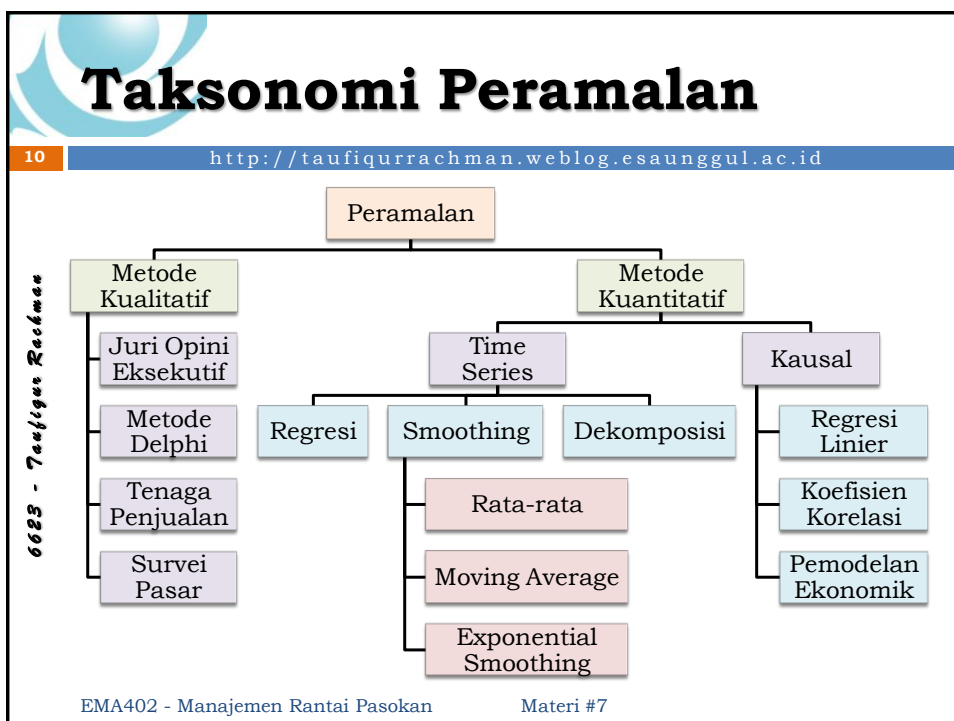 Taksonomi Peramalan
10
http://taufiqurrachman.weblog.esaunggul.ac.id
6623 - Taufiqur Rachman
Peramalan
Metode
Kualitatif
Juri Opini
Eksekutif
Metode
Delphi
Tenaga
Penjualan
Survei
Pasar
Metode
Kuantitatif
Time
Series
Regresi
Smoothing
Rata-rata
Moving Average
Exponential
Smoothing
Dekomposisi
Kausal
Regresi
Linier
Koefisien
Korelasi
Pemodelan
Ekonomik
EMA402 - Manajemen Rantai Pasokan
Materi #7